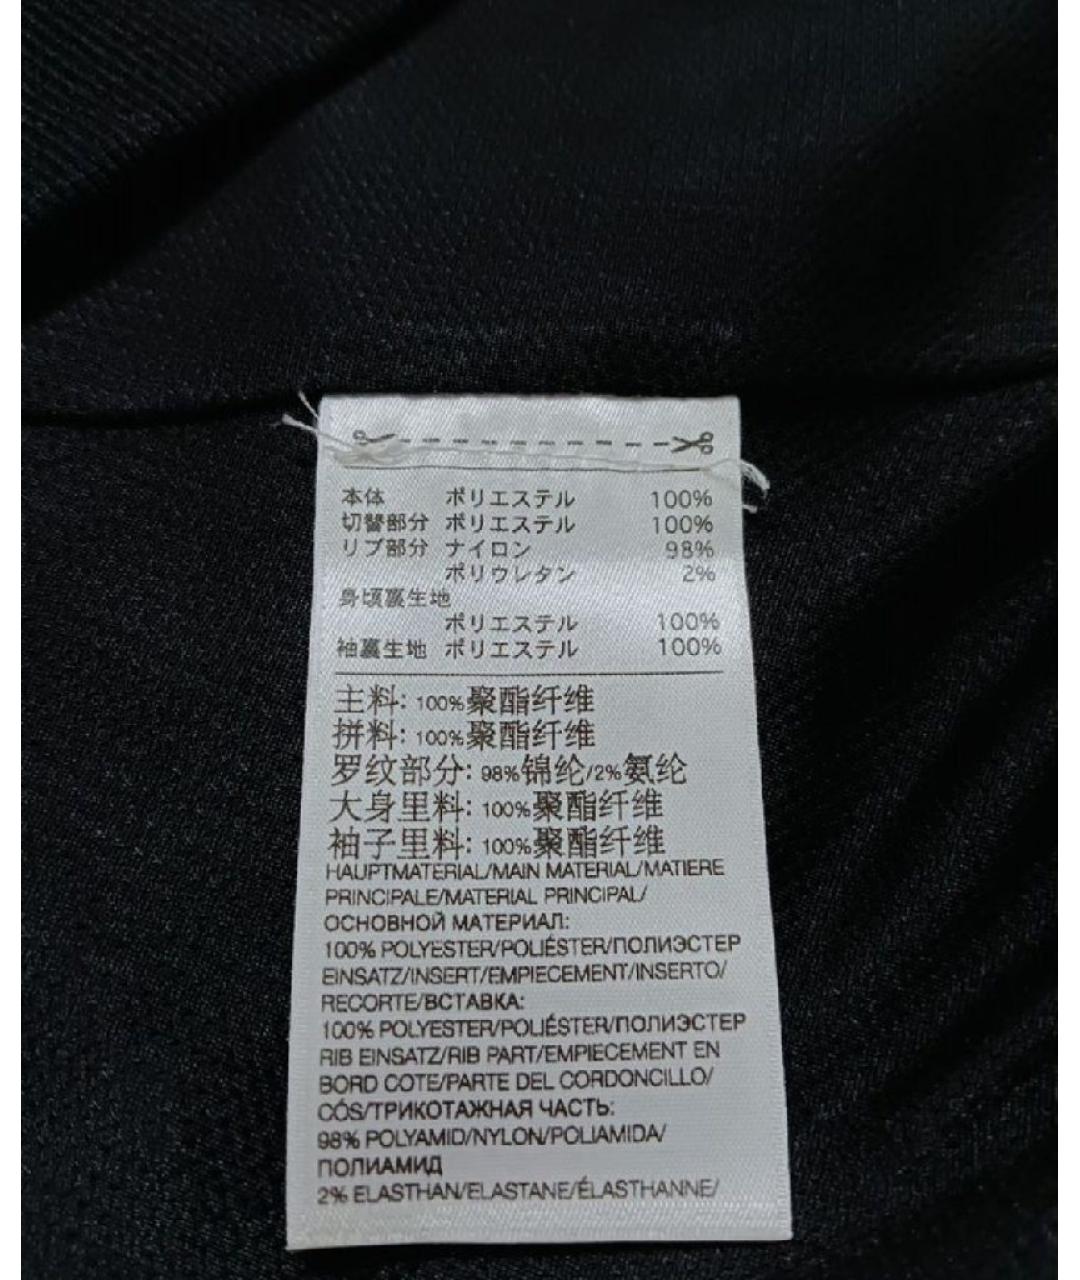 本体 ポリエステル 100%
切替部分 ポリエステル 100%
リブ部分 ナイロン 98%
ポリウレタン 2%
身頃裏生地
ポリエステル 100%
袖裏生地 ポリエステル 100%
主料: 100%聚酯纤维
拼料: 100%聚酯纤维
罗纹部分: 98%锦纶/2%氨纶
大身里料: 100%聚酯纤维
袖子里料: 100%聚酯纤维
HAUPTMATERIAL/MAIN MATERIAL/MATIERE
PRINCIPALE/MATERIAL PRINCIPAL/
ОСНОВНОЙ МАТЕРИАЛ:
100% POLYESTER/POLIÉSTER/ПОЛИЭСТЕР
EINSATZ/INSERT/EMPIECEMENT/INSERTO/
RECORTE/ВСТАВКА:
100% POLYESTER/POLIÉSTER/ПОЛИЭСТЕР
RIB EINSATZ/RIB PART/EMPIECEMENT EN
BORD COTE/PARTE DEL CORDONCILLO/
CÓS/ТРИКОТАЖНАЯ ЧАСТЬ:
98% POLYAMID/NYLON/POLIAMIDA/
ПОЛИАМИД
2% ELASTHAN/ELASTANE/ÉLASTHANNE/